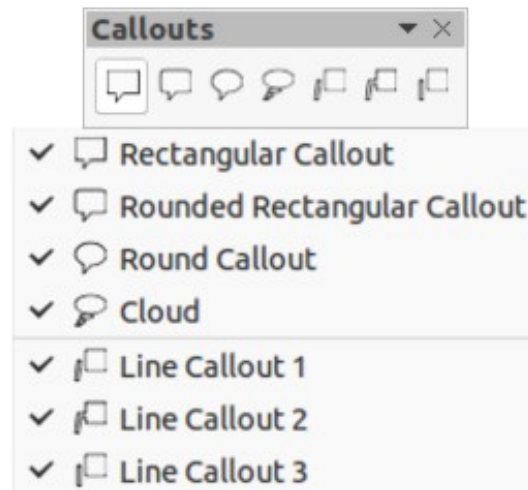 Callouts
Rectangular Callout
Rounded Rectangular Callout
Round Callout
Cloud
Line Callout 1
Line Callout 2
Line Callout 3